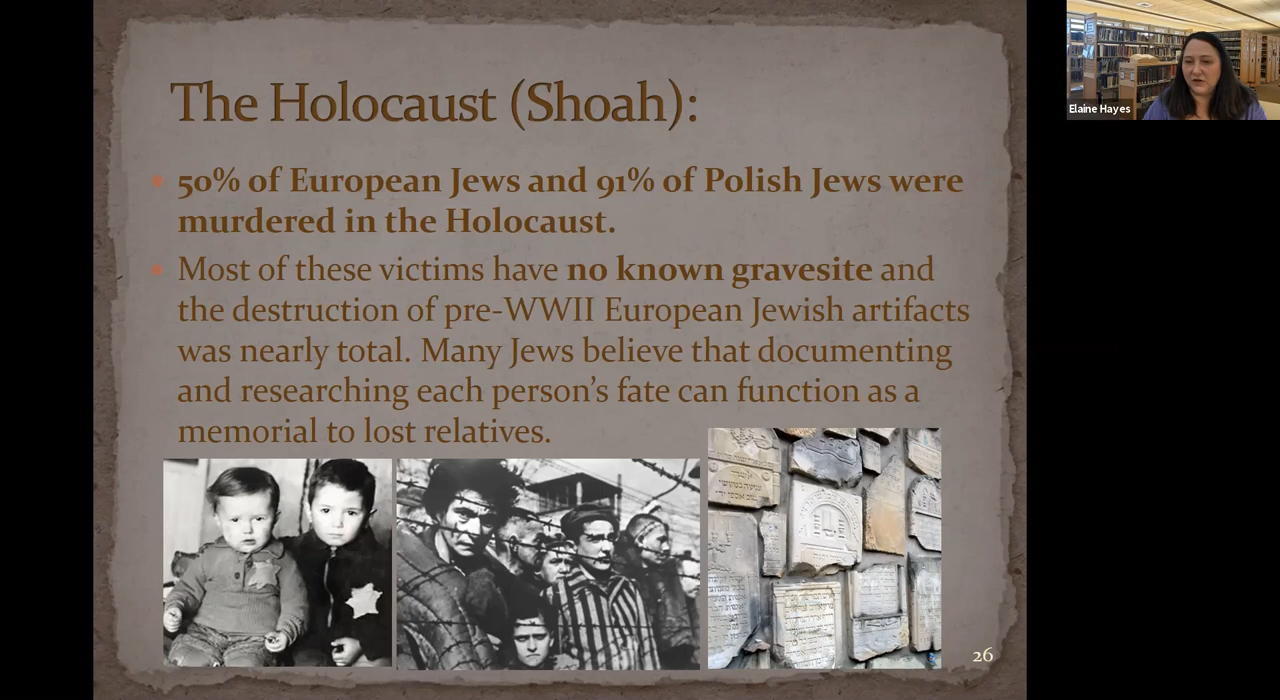 The Holocaust (Shoah):
50% of European Jews and 91% of Polish Jews were
murdered in the Holocaust.
Most of these victims have no known gravesite and
the destruction of pre-WWII European Jewish artifacts
was nearly total. Many Jews believe that documenting
and researching each person’s fate can function as a
memorial to lost relatives.
26
Elaine Hayes